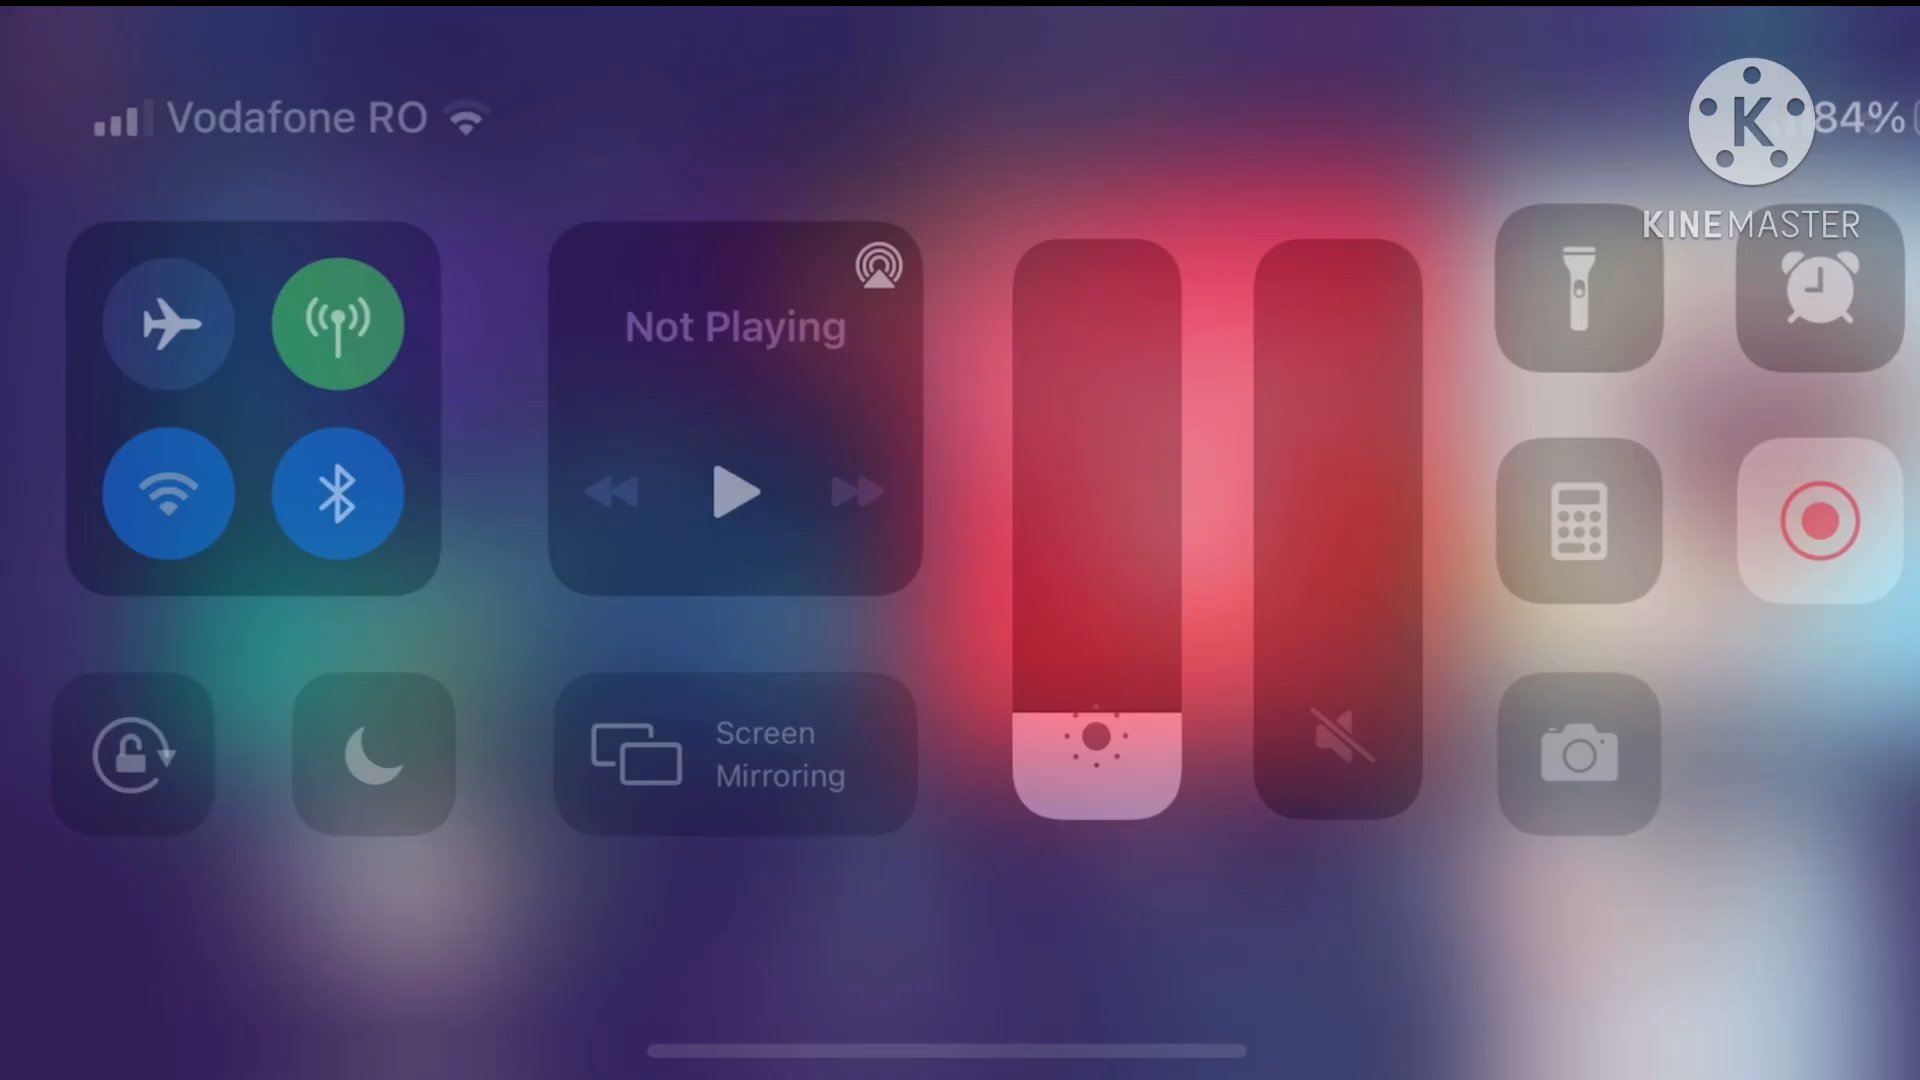 Vodafone RO
84%
KINEMASTER
Not Playing
Screen
Mirroring